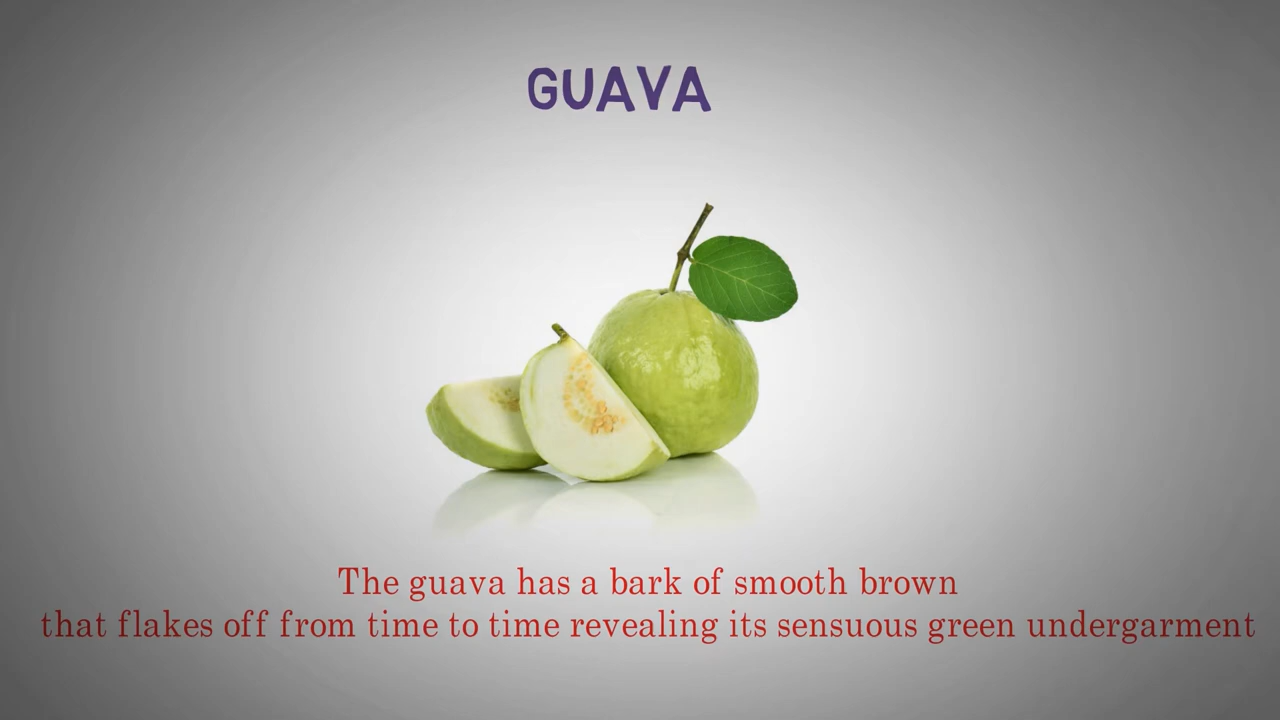 GUAVA
The guava has a bark of smooth brown
that flakes off from time to time revealing its sensuous green undergarment